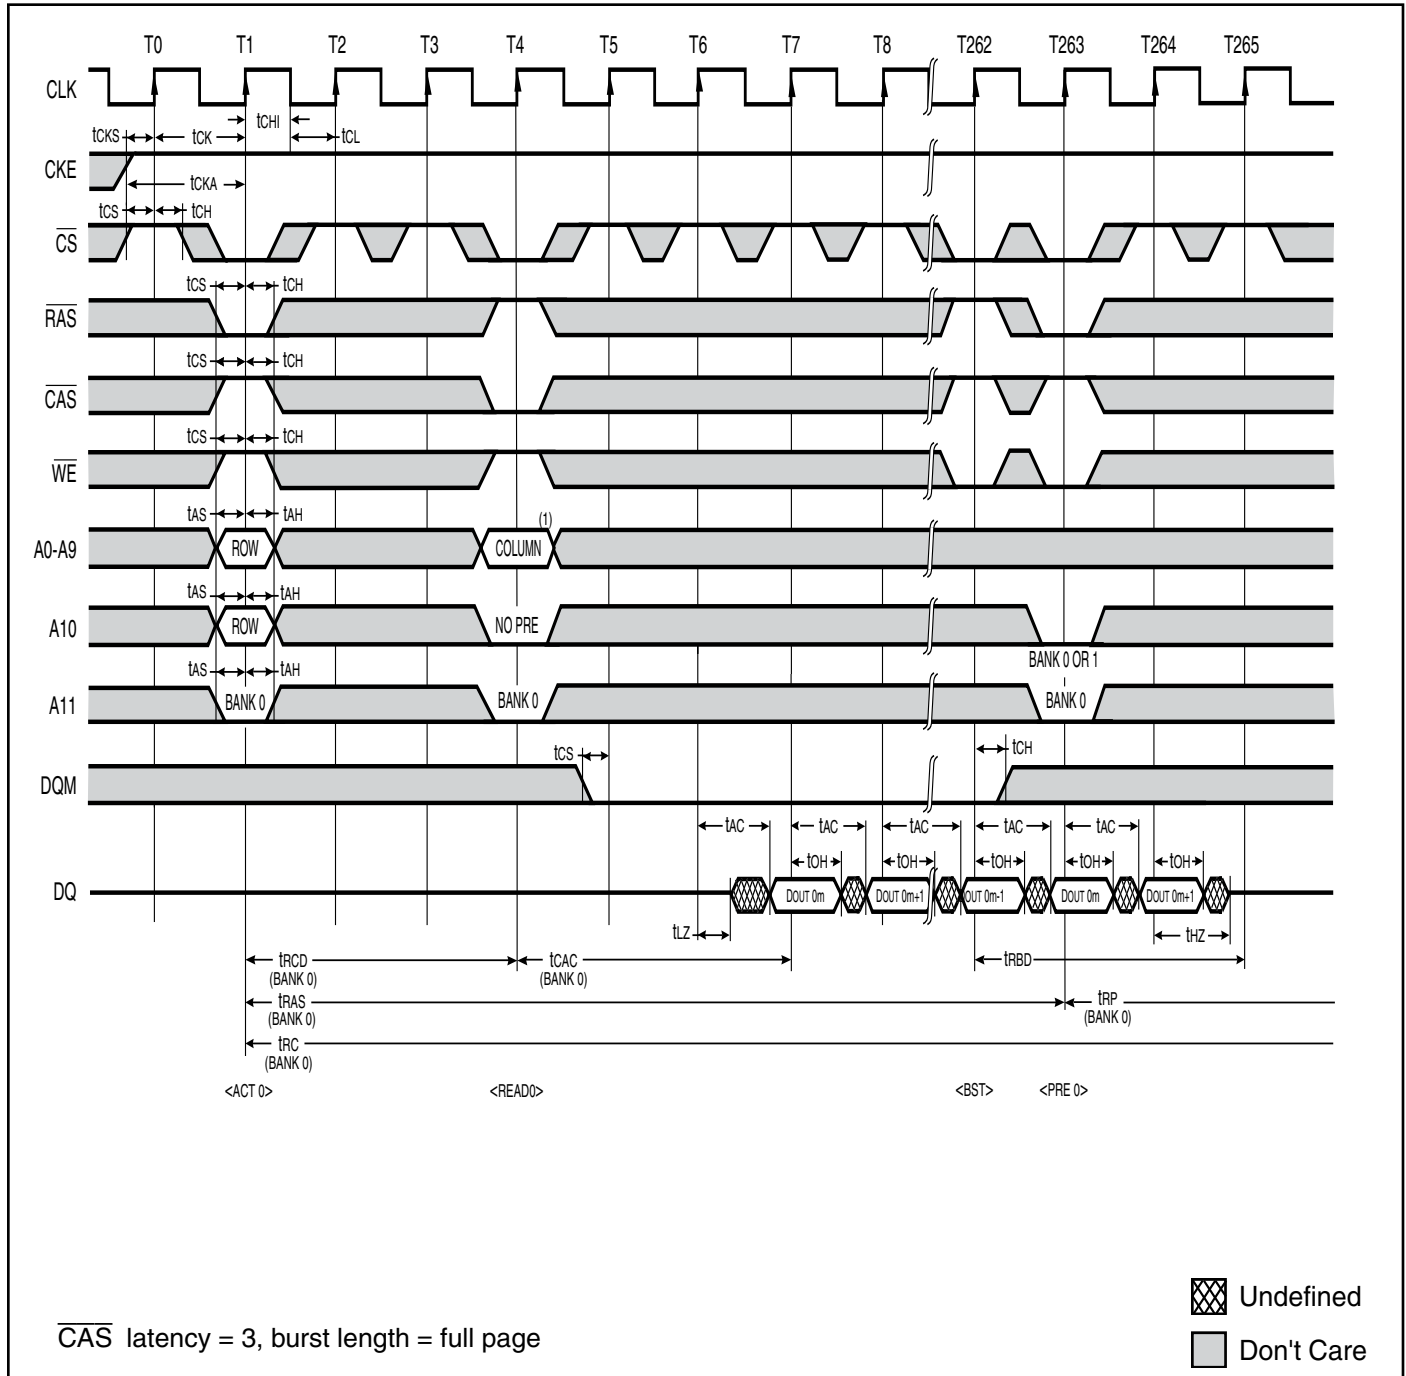 T0 T1 T2 T3 T4 T5 T6 T7 T8 T262 T263 T264 T265
CLK
tCHI
tCKS tCK tCL
CKE
tCKA
tCS tCH
CS
tCS tCH
RAS
tCS tCH
CAS
tCS tCH
WE
tAS tAH (1)
A0-A9 ROW COLUMN
tAS tAH
A10 ROW NO PRE
BANK 0 OR 1
tAS tAH
A11 BANK 0 BANK 0 BANK 0
tCS tCH
DQM
tAC tAC tAC tAC tAC
tOH tOH tOH tOH tOH
DQ DOUT 0m DOUT 0m+1 OUT 0m-1 DOUT 0m DOUT 0m+1
tLZ tHZ
tRCD tCAC tRBD
(BANK 0) (BANK 0)
tRAS tRP
(BANK 0) (BANK 0)
tRC
(BANK 0)
<ACT 0> <READ0> <BST> <PRE 0>
Undefined
CAS latency = 3, burst length = full page
Don't Care